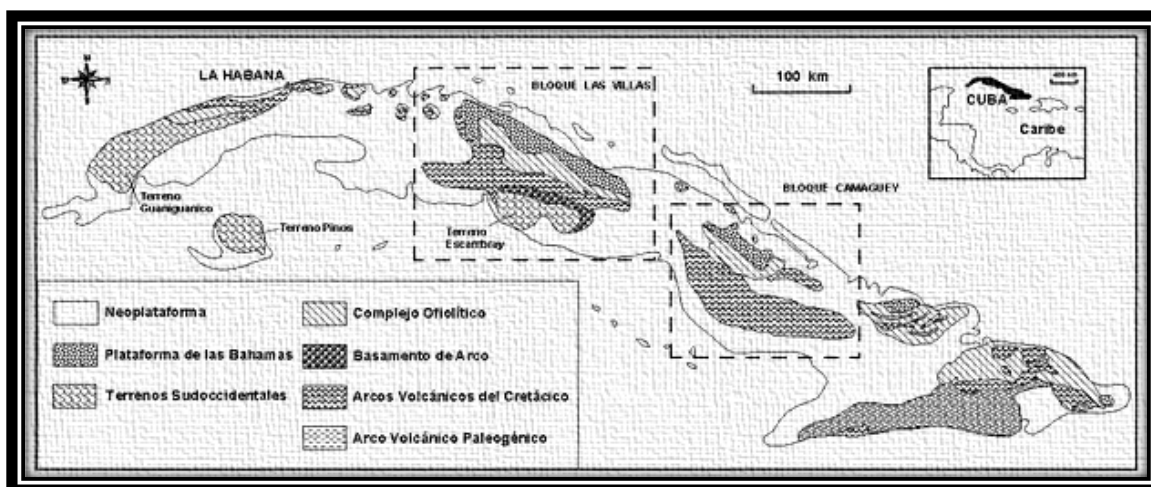 N
LA HABANA
BLOQUE LAS VILLAS
100 km
CUBA
Caribe
BLOQUE CAMAGUEY
Terreno
Guaniguanico
Terreno Pinos
Terreno
Escambray
Neoplataforma
Plataforma de las Bahamas
Terrenos Sudoccidentales
Complejo Ofiolítico
Basamento de Arco
Arcos Volcánicos del Cretácico
Arco Volcánico Paleogénico